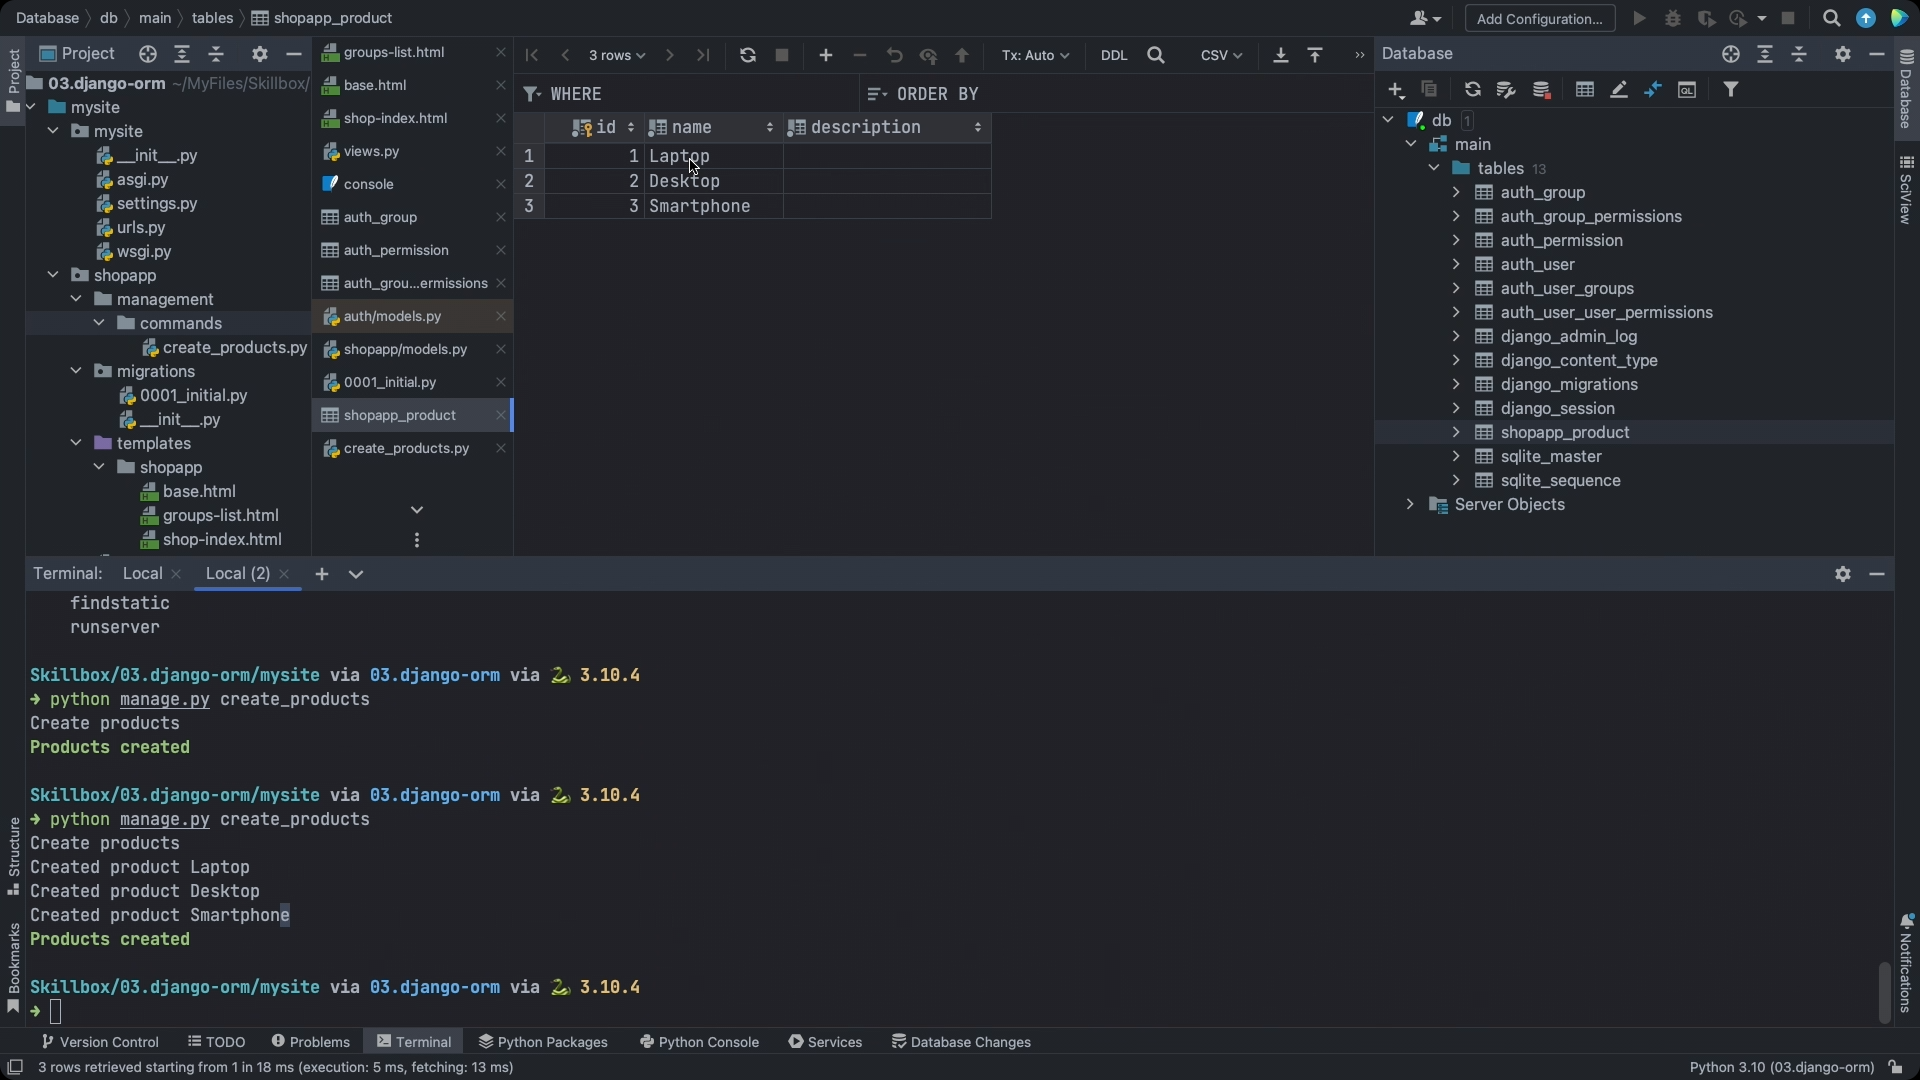 Database db main tables shopapp_product
Add Configuration...
Project
03.django-orm ~/MyFiles/Skillbox/
mysite
mysite
__init__.py
asgi.py
settings.py
urls.py
wsgi.py
shopapp
management
commands
create_products.py
migrations
0001_initial.py
__init__.py
templates
shopapp
base.html
groups-list.html
shop-index.html
groups-list.html
base.html
shop-index.html
views.py
console
auth_group
auth_permission
auth_grou...ermissions
auth/models.py
shopapp/models.py
0001_initial.py
shopapp_product
create_products.py
3 rows Tx: Auto DDL CSV
WHERE ORDER BY
id name description
1 1 Laptop
2 2 Desktop
3 3 Smartphone
Database
db 1
main
tables 13
auth_group
auth_group_permissions
auth_permission
auth_user
auth_user_groups
auth_user_user_permissions
django_admin_log
django_content_type
django_migrations
django_session
shopapp_product
sqlite_master
sqlite_sequence
Server Objects
Project
Structure
Bookmarks
Database
SciView
Notifications
Terminal: Local Local (2)
findstatic
runserver
Skillbox/03.django-orm/mysite via 03.django-orm via 🐍 3.10.4
➜ python manage.py create_products
Create products
Products created
Skillbox/03.django-orm/mysite via 03.django-orm via 🐍 3.10.4
➜ python manage.py create_products
Create products
Created product Laptop
Created product Desktop
Created product Smartphone
Products created
Skillbox/03.django-orm/mysite via 03.django-orm via 🐍 3.10.4
➜
Version Control TODO Problems Terminal Python Packages Python Console Services Database Changes
3 rows retrieved starting from 1 in 18 ms (execution: 5 ms, fetching: 13 ms) Python 3.10 (03.django-orm)